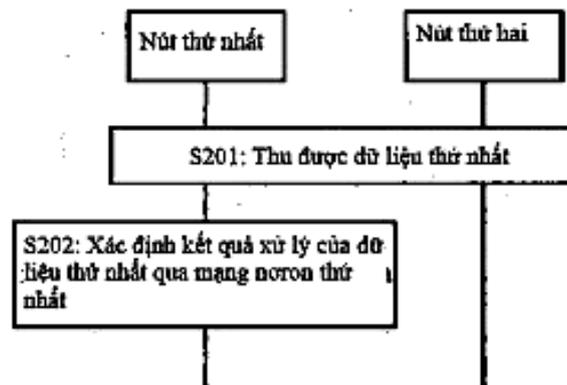 Nút thứ nhất
Nút thứ hai
S201: Thu được dữ liệu thứ nhất
S202: Xác định kết quả xử lý của dữ
liệu thứ nhất qua mạng nơron thứ
nhất